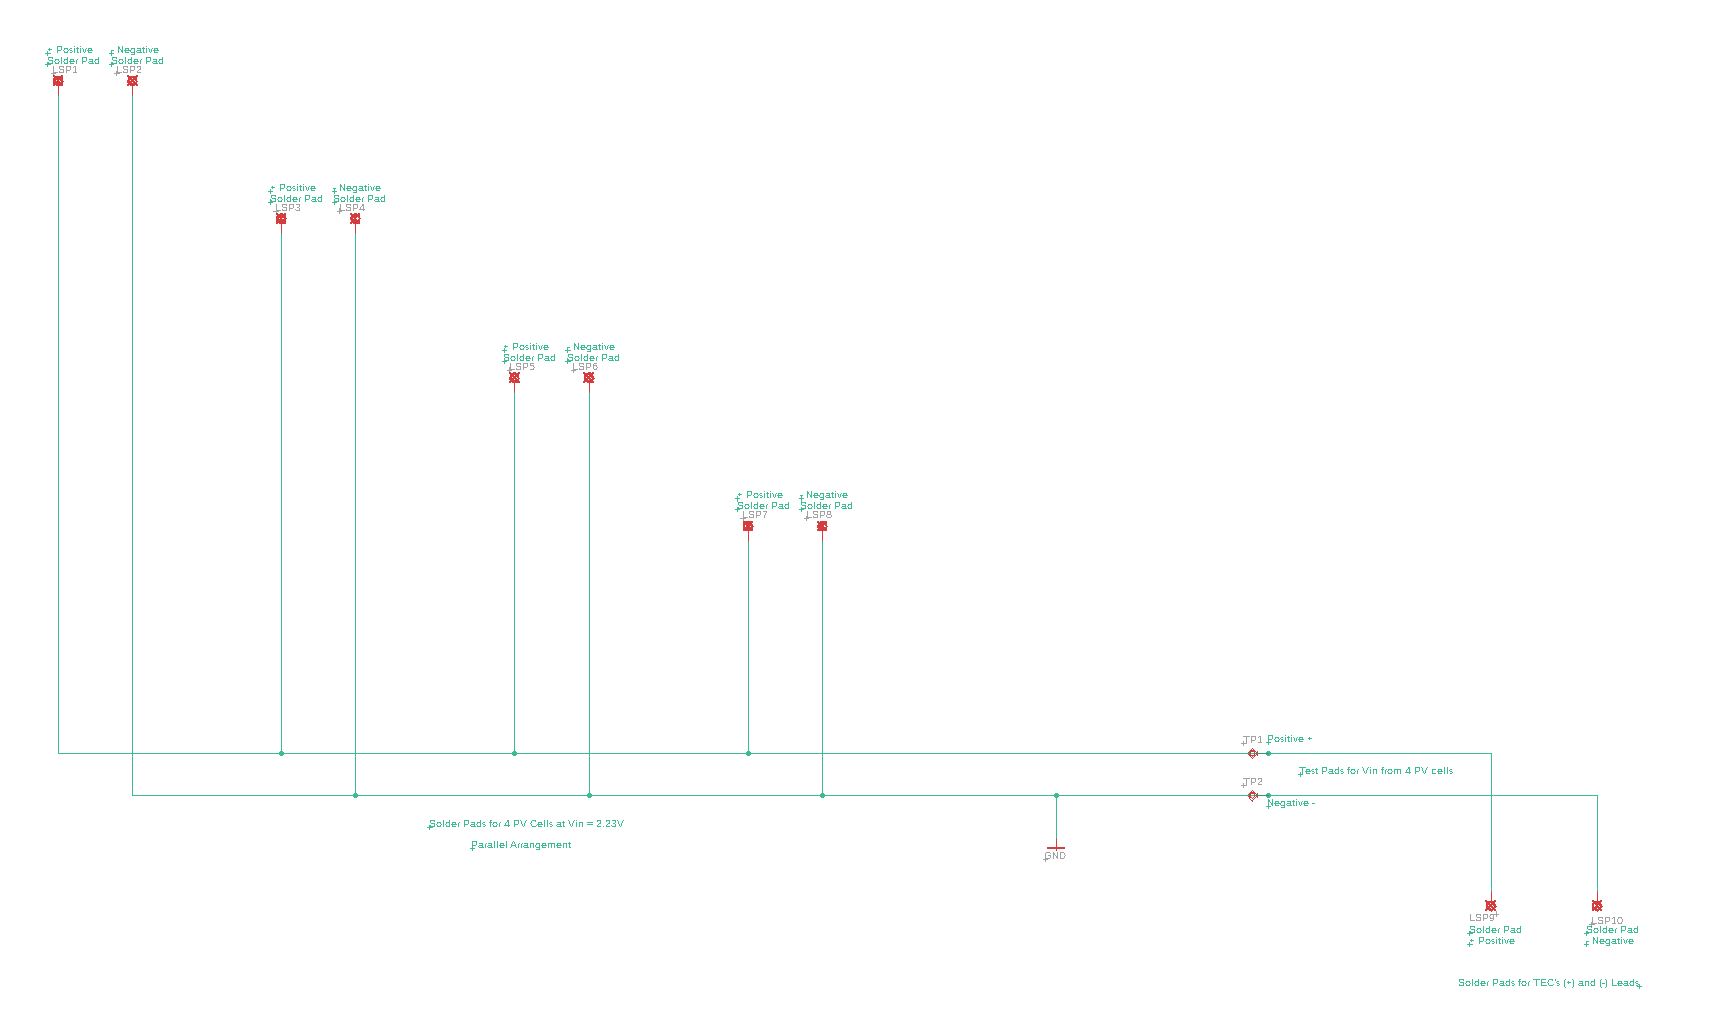 + Positive
Solder Pad
LSP1
- Negative
Solder Pad
LSP2
+ Positive
Solder Pad
LSP3
- Negative
Solder Pad
LSP4
+ Positive
Solder Pad
LSP5
- Negative
Solder Pad
LSP6
+ Positive
Solder Pad
LSP7
- Negative
Solder Pad
LSP8
TP1
Positive +
Test Pads for Vin from 4 PV cells
TP2
Negative -
Solder Pads for 4 PV Cells at Vin = 2.23V
Parallel Arrangement
GND
LSP9
Solder Pad
+ Positive
LSP10
Solder Pad
- Negative
Solder Pads for TEC's (+) and (-) Leads